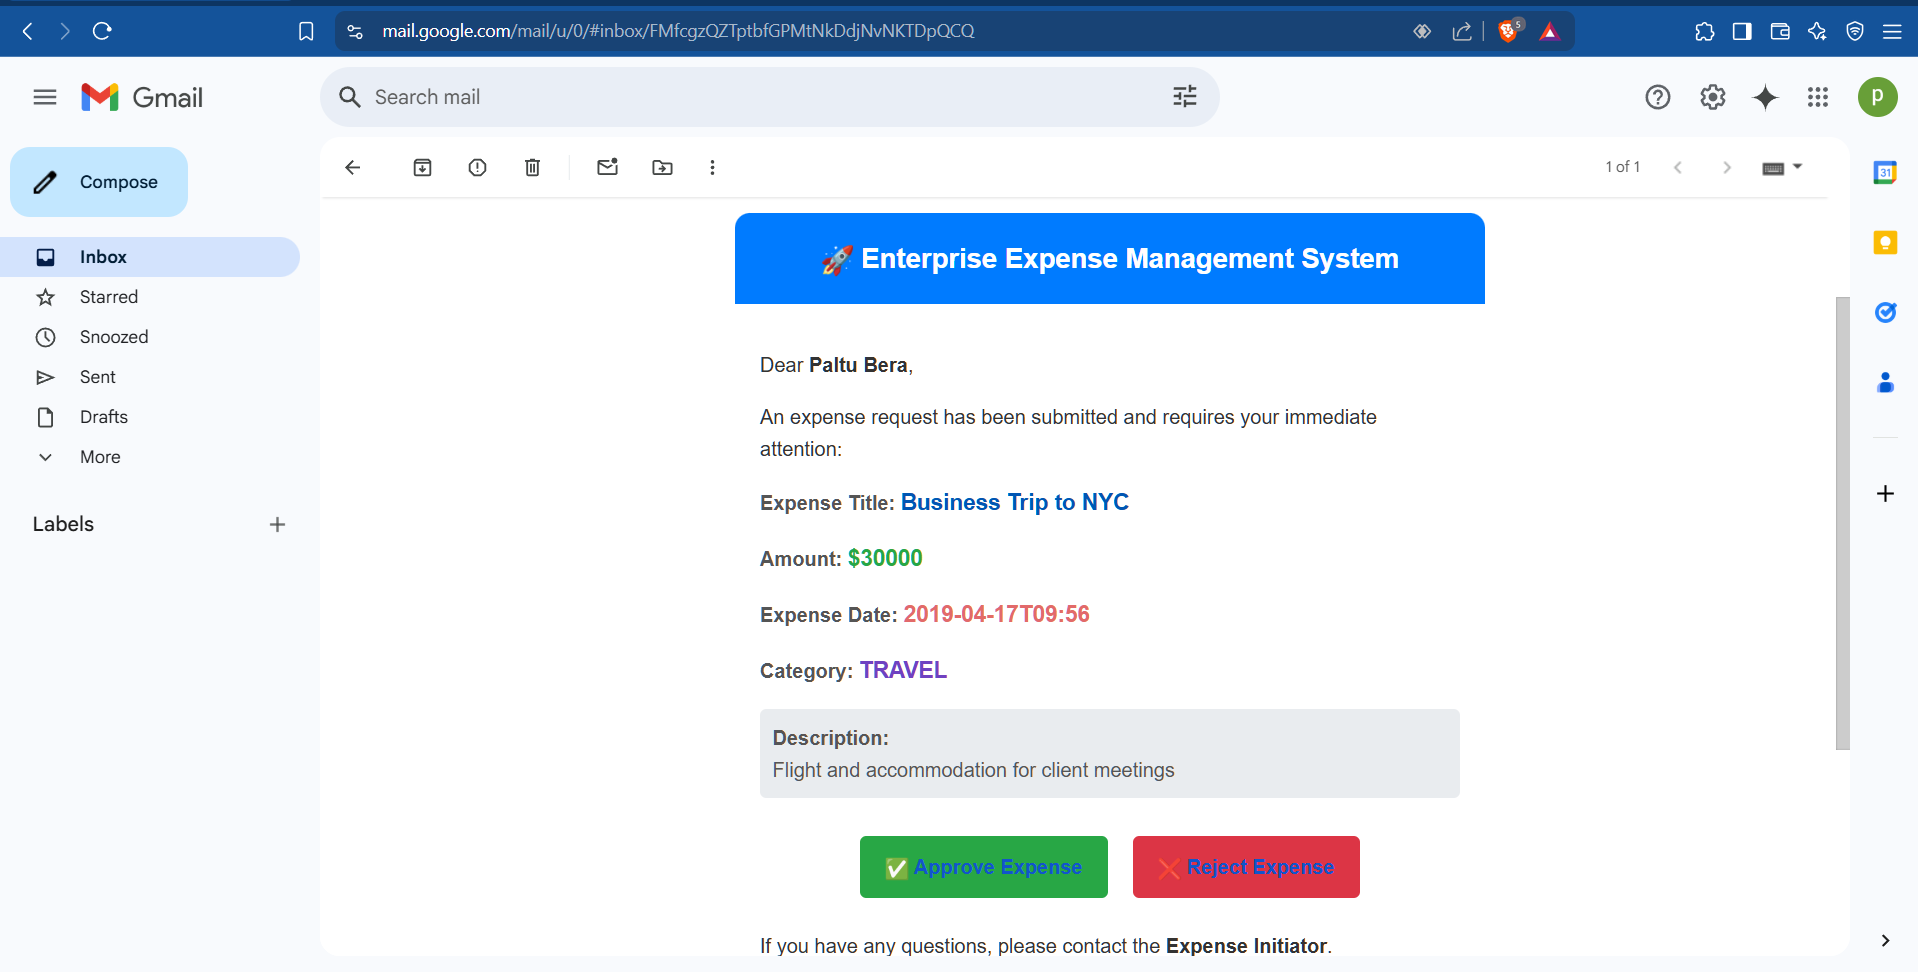 mail.google.com/mail/u/0/#inbox/FMfcgzQZTptbfGPMtNkDdjNvNKTDpQCQ
5
Gmail
Search mail
p
Compose
1 of 1
31
Inbox
Starred
Snoozed
Sent
Drafts
More
Labels
🚀 Enterprise Expense Management System
Dear Paltu Bera,
An expense request has been submitted and requires your immediate
attention:
Expense Title: Business Trip to NYC
Amount: $30000
Expense Date: 2019-04-17T09:56
Category: TRAVEL
Description:
Flight and accommodation for client meetings
✅ Approve Expense
❌ Reject Expense
If you have any questions, please contact the Expense Initiator.